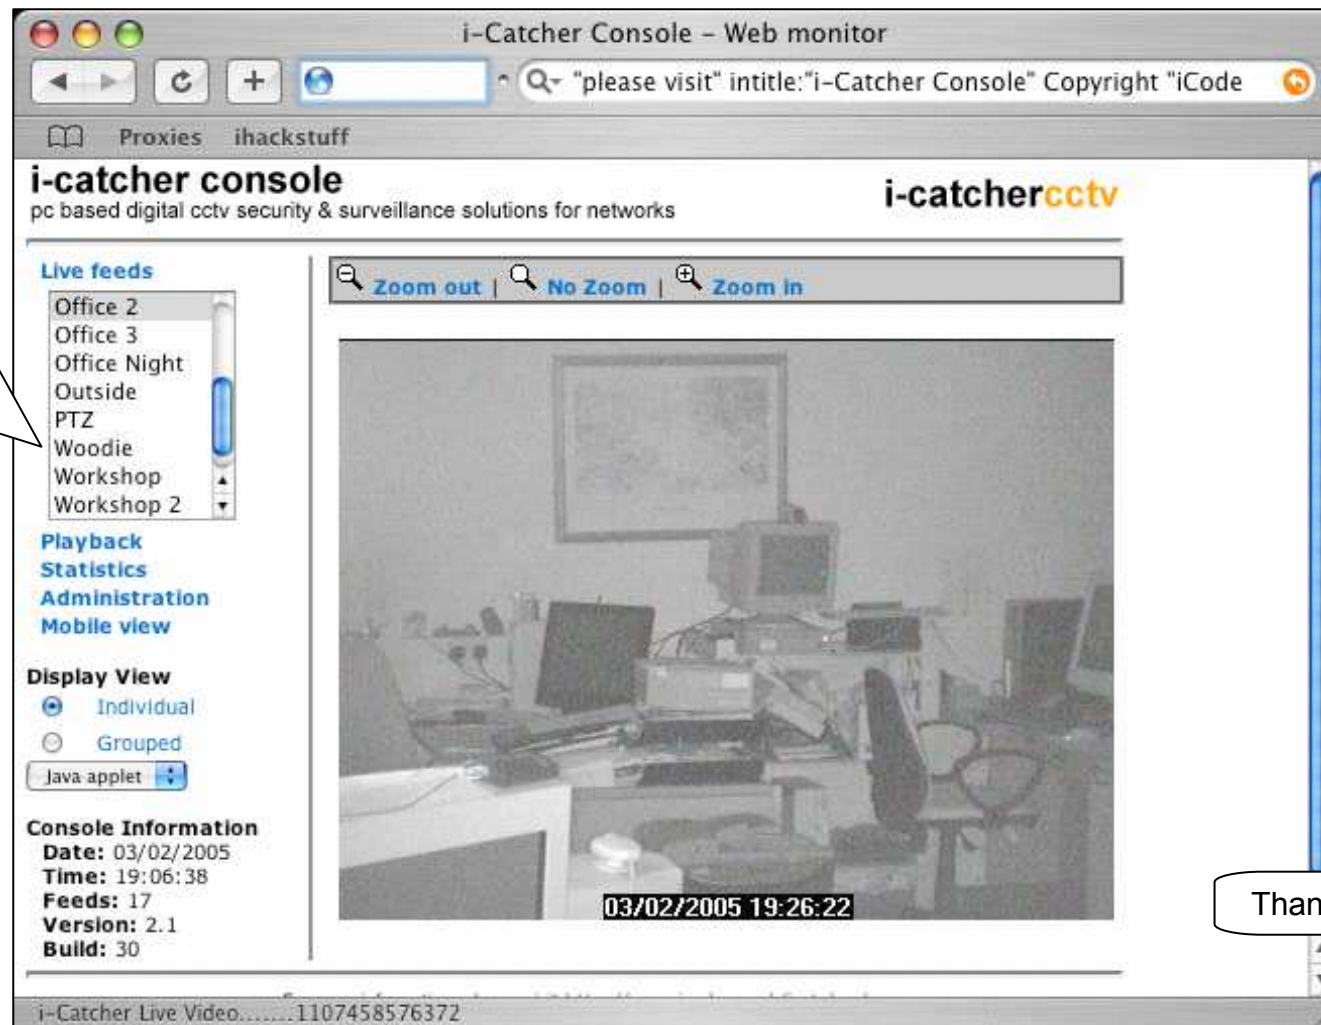 i-Catcher Console – Web monitor
"please visit" intitle:"i-Catcher Console" Copyright "iCode
Proxies ihackstuff
i-catcher console
pc based digital cctv security & surveillance solutions for networks
i-catchercctv
Live feeds
Office 2
Office 3
Office Night
Outside
PTZ
Woodie
Workshop
Workshop 2
Playback
Statistics
Administration
Mobile view
Display View
Individual
Grouped
Java applet
Console Information
Date: 03/02/2005
Time: 19:06:38
Feeds: 17
Version: 2.1
Build: 30
Zoom out | No Zoom | Zoom in
03/02/2005 19:26:22
Than
i-Catcher Live Video.......1107458576372